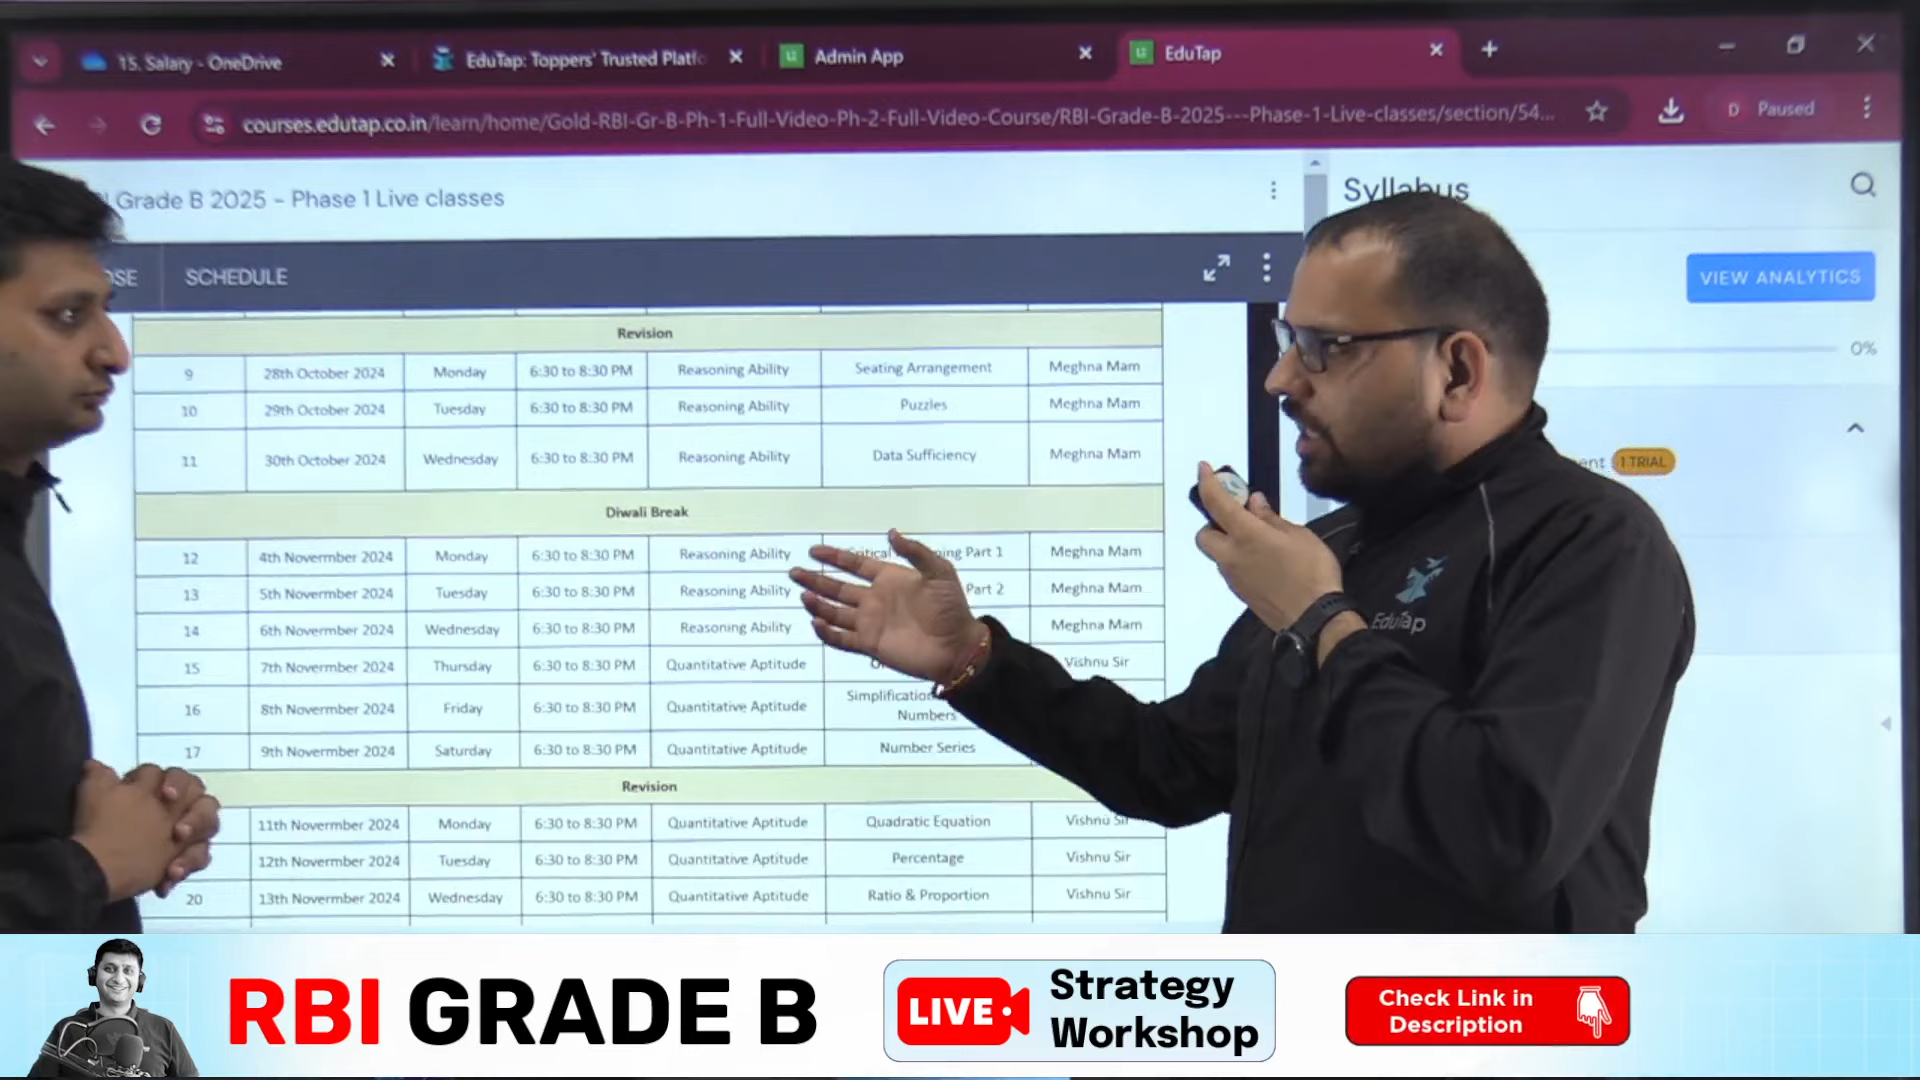 15. Salary - OneDrive
EduTap: Toppers' Trusted Platfo
Admin App
EduTap
courses.edutap.co.in/learn/home/Gold-RBI-Gr-B-Ph-1-Full-Video-Ph-2-Full-Video-Course/RBI-Grade-B-2025---Phase-1-Live-classes/section/54...
D Paused
Grade B 2025 - Phase 1 Live classes
Syllabus
SCHEDULE
VIEW ANALYTICS
0%
1 TRIAL
Revision
9 28th October 2024 Monday 6:30 to 8:30 PM Reasoning Ability Seating Arrangement Meghna Mam
10 29th October 2024 Tuesday 6:30 to 8:30 PM Reasoning Ability Puzzles Meghna Mam
11 30th October 2024 Wednesday 6:30 to 8:30 PM Reasoning Ability Data Sufficiency Meghna Mam
Diwali Break
12 4th Novermber 2024 Monday 6:30 to 8:30 PM Reasoning Ability Part 1 Meghna Mam
13 5th Novermber 2024 Tuesday 6:30 to 8:30 PM Reasoning Ability Part 2 Meghna Mam
14 6th Novermber 2024 Wednesday 6:30 to 8:30 PM Reasoning Ability Meghna Mam
15 7th Novermber 2024 Thursday 6:30 to 8:30 PM Quantitative Aptitude Vishnu Sir
16 8th Novermber 2024 Friday 6:30 to 8:30 PM Quantitative Aptitude Simplification
Numbers
17 9th Novermber 2024 Saturday 6:30 to 8:30 PM Quantitative Aptitude Number Series
Revision
11th Novermber 2024 Monday 6:30 to 8:30 PM Quantitative Aptitude Quadratic Equation Vishnu Sir
12th Novermber 2024 Tuesday 6:30 to 8:30 PM Quantitative Aptitude Percentage Vishnu Sir
20 13th Novermber 2024 Wednesday 6:30 to 8:30 PM Quantitative Aptitude Ratio & Proportion Vishnu Sir
EduTap
RBI GRADE B
LIVE
Strategy
Workshop
Check Link in
Description